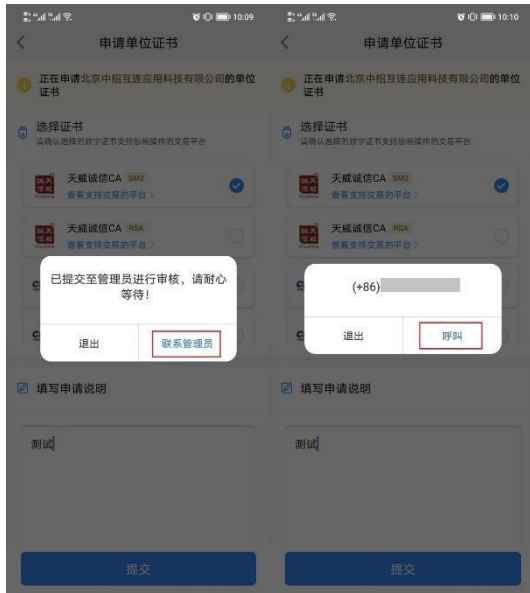 10:09
申请单位证书
正在申请北京中招互连应用科技有限公司的单位
证书
选择证书
请确认选择的数字证书支持您将操作的交易平台
天威诚信CA SM2
查看支持交易的平台>
天威诚信CA RSA
查看支持交易的平台>
已提交至管理员进行审核，请耐心
等待！
退出
联系管理员
填写申请说明
测试
提交
10:10
申请单位证书
正在申请北京中招互连应用科技有限公司的单位
证书
选择证书
请确认选择的数字证书支持您将操作的交易平台
天威诚信CA SM2
查看支持交易的平台>
天威诚信CA RSA
查看支持交易的平台>
(+86)
退出
呼叫
填写申请说明
测试
提交